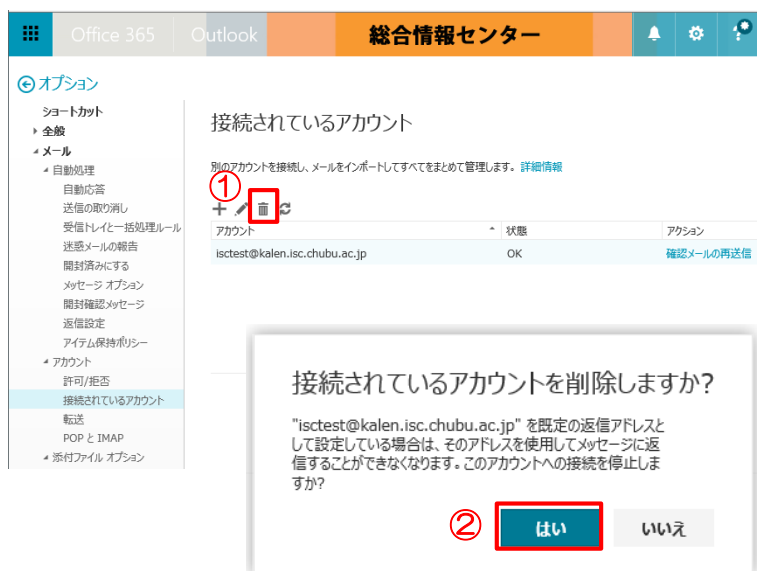 Office 365
Outlook
総合情報センター
オプション
ショートカット
全般
メール
自動処理
自動応答
送信の取り消し
受信トレイと一括処理ルール
迷惑メールの報告
開封済みにする
メッセージ オプション
開封確認メッセージ
返信設定
アイテム保持ポリシー
アカウント
許可/拒否
接続されているアカウント
転送
POP と IMAP
添付ファイル オプション
接続されているアカウント
別のアカウントを接続し、メールをインポートしてすべてをまとめて管理します。 詳細情報
①
アカウント 状態 アクション
isctest@kalen.isc.chubu.ac.jp OK 確認メールの再送信
接続されているアカウントを削除しますか?
"isctest@kalen.isc.chubu.ac.jp" を既定の返信アドレスと
して設定している場合は、そのアドレスを使用してメッセージに返
信することができなくなります。このアカウントへの接続を停止しま
すか?
② はい いいえ